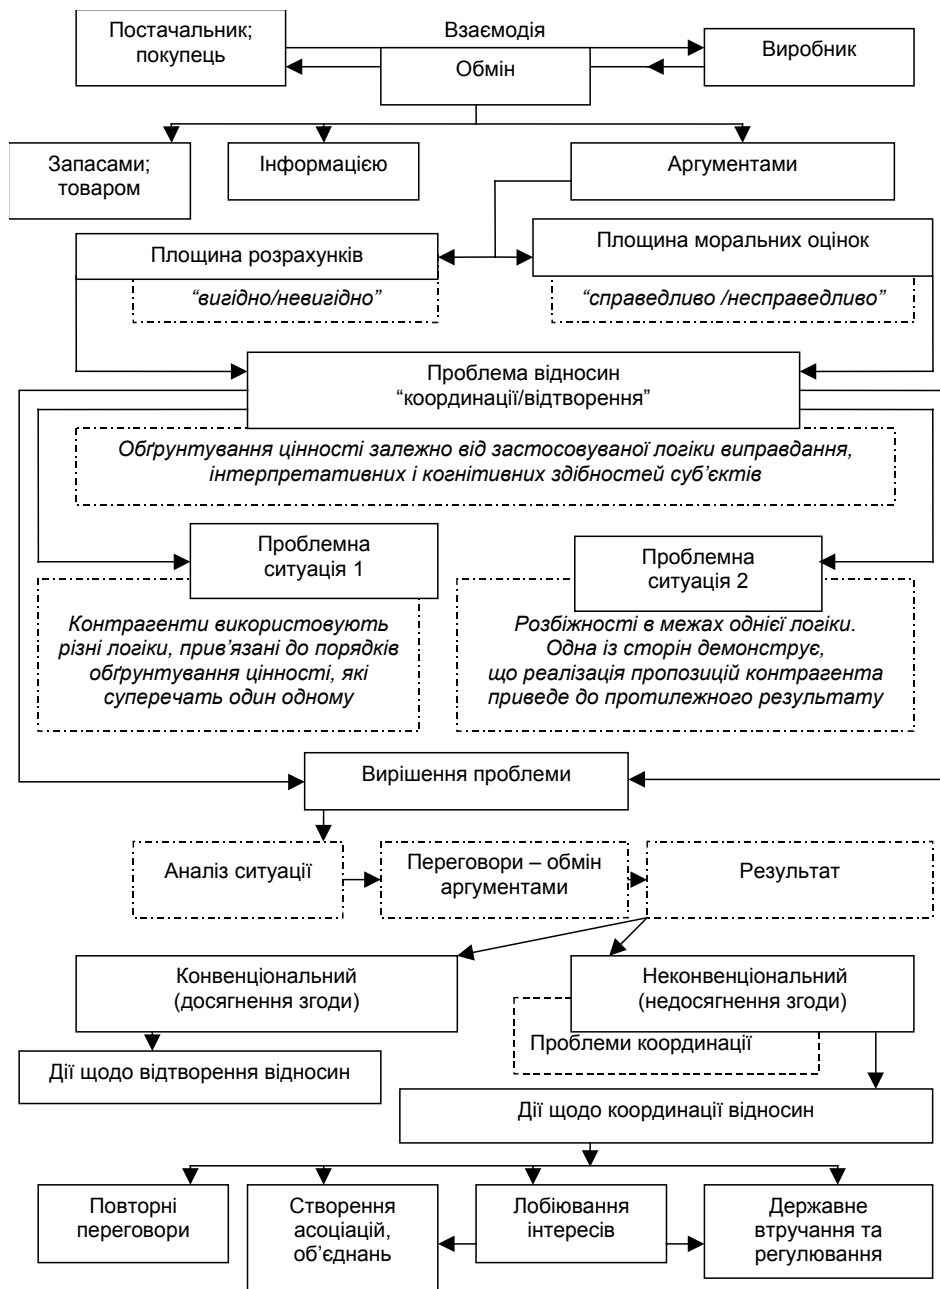 Постачальник;
покупець
Взаємодія
Обмін
Виробник
Запасами;
товаром
Інформацією
Аргументами
Площина розрахунків
“вигідно/невигідно”
Площина моральних оцінок
“справедливо /несправедливо”
Проблема відносин
“координації/відтворення”
Обґрунтування цінності залежно від застосовуваної логіки виправдання,
інтерпретативних і когнітивних здібностей суб’єктів
Проблемна
ситуація 1
Контрагенти використовують
різні логіки, прив’язані до порядків
обґрунтування цінності, які
суперечать один одному
Проблемна
ситуація 2
Розбіжності в межах однієї логіки.
Одна із сторін демонструє,
що реалізація пропозицій контрагента
приведе до протилежного результату
Вирішення проблеми
Аналіз ситуації
Переговори – обмін
аргументами
Результат
Конвенціональний
(досягнення згоди)
Неконвенціональний
(недосягнення згоди)
Проблеми координації
Дії щодо відтворення відносин
Дії щодо координації відносин
Повторні
переговори
Створення
асоціацій,
об’єднань
Лобіювання
інтересів
Державне
втручання та
регулювання